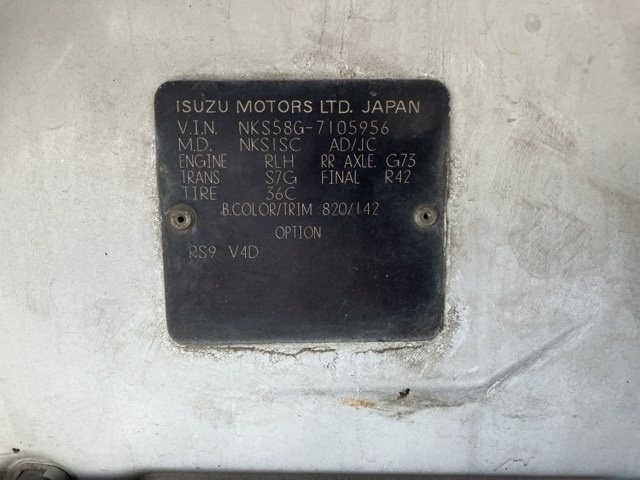 ISUZU MOTORS LTD. JAPAN
V.I.N. NKS58G-7105956
M.D. NKS1SC AD/JC
ENGINE RLH RR AXLE. G73
TRANS S7G FINAL R42
TIRE 36C
B.COLOR/TRIM 820/142
OPTION
RS9 V4D